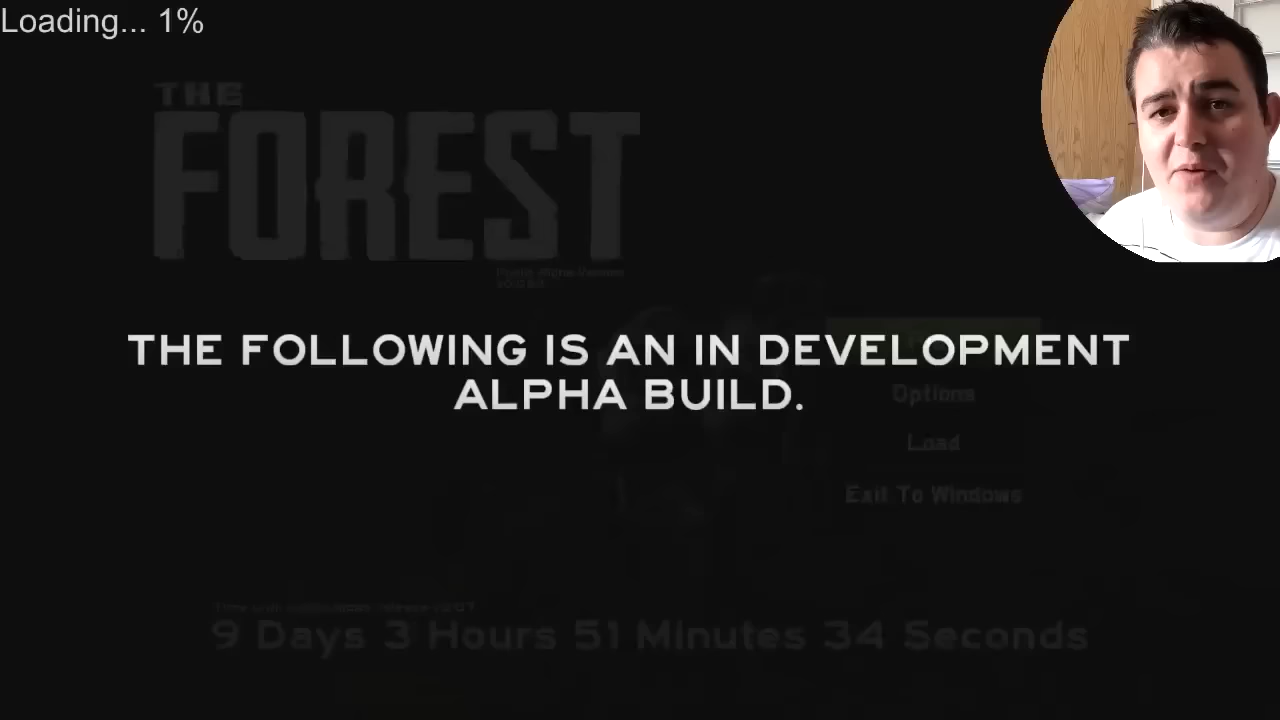 Loading... 1%
THE
FOREST
THE FOLLOWING IS AN IN DEVELOPMENT
ALPHA BUILD.
Options
Load
Exit To Windows
9 Days 3 Hours 51 Minutes 34 Seconds